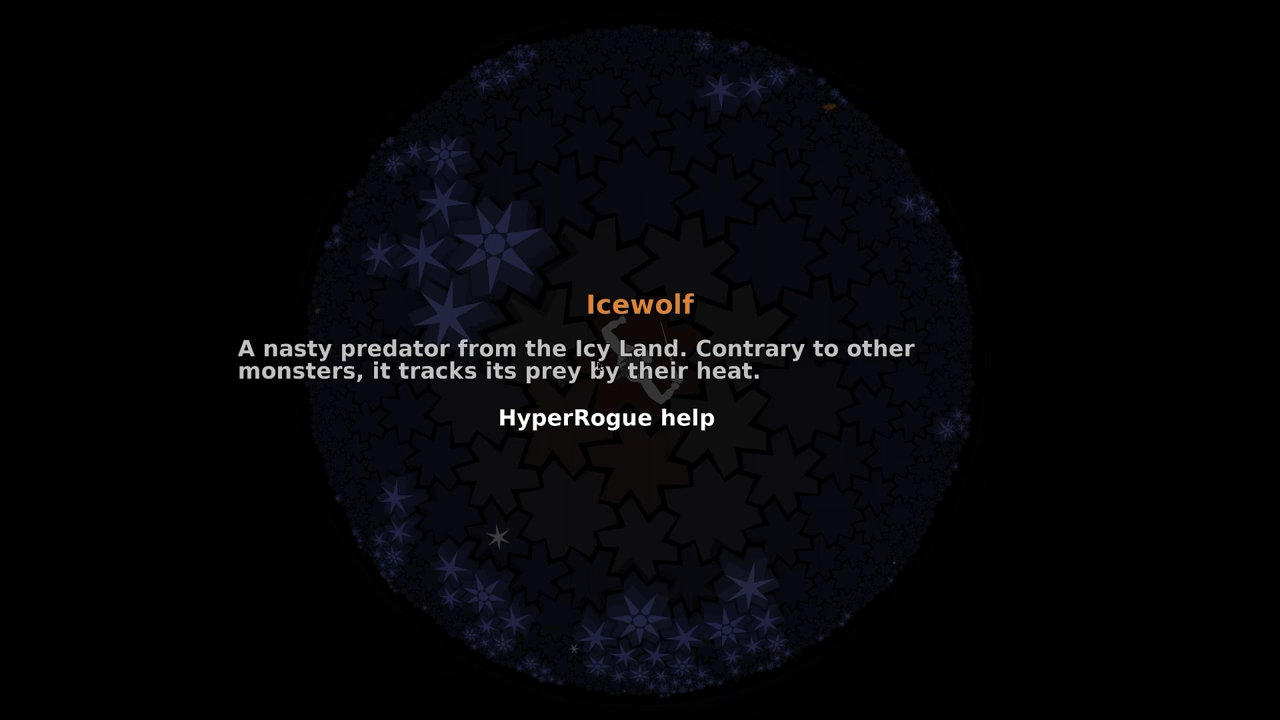 Icewolf
A nasty predator from the Icy Land. Contrary to other
monsters, it tracks its prey by their heat.
HyperRogue help